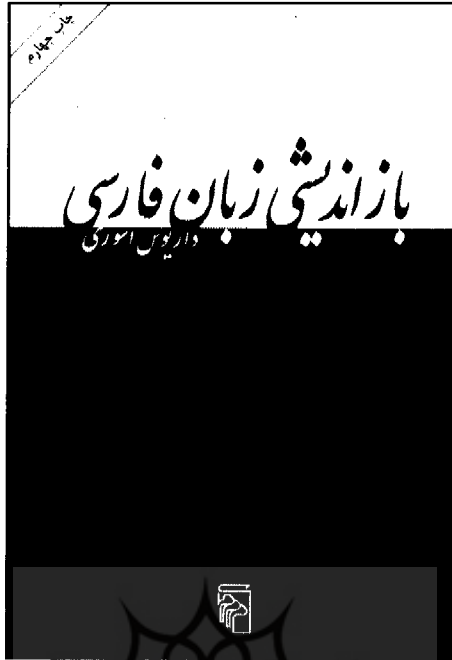 چاپ چهارم
بازاندیشی زبان فارسی
داریوش آشوری